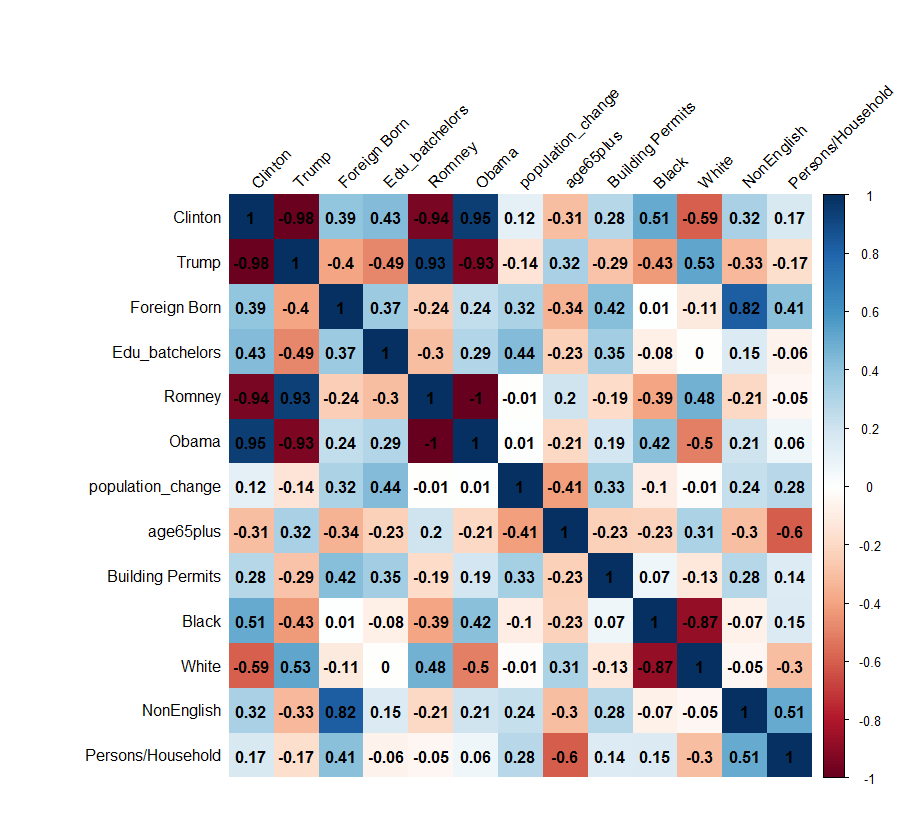 Clinton Trump Foreign Born Edu_batchelors Romney Obama population_change age65plus Building Permits Black White NonEnglish Persons/Household
Clinton 1 -0.98 0.39 0.43 -0.94 0.95 0.12 -0.31 0.28 0.51 -0.59 0.32 0.17
Trump -0.98 1 -0.4 -0.49 0.93 -0.93 -0.14 0.32 -0.29 -0.43 0.53 -0.33 -0.17
Foreign Born 0.39 -0.4 1 0.37 -0.24 0.24 0.32 -0.34 0.42 0.01 -0.11 0.82 0.41
Edu_batchelors 0.43 -0.49 0.37 1 -0.3 0.29 0.44 -0.23 0.35 -0.08 0 0.15 -0.06
Romney -0.94 0.93 -0.24 -0.3 1 -1 -0.01 0.2 -0.19 -0.39 0.48 -0.21 -0.05
Obama 0.95 -0.93 0.24 0.29 -1 1 0.01 -0.21 0.19 0.42 -0.5 0.21 0.06
population_change 0.12 -0.14 0.32 0.44 -0.01 0.01 1 -0.41 0.33 -0.1 -0.01 0.24 0.28
age65plus -0.31 0.32 -0.34 -0.23 0.2 -0.21 -0.41 1 -0.23 -0.23 0.31 -0.3 -0.6
Building Permits 0.28 -0.29 0.42 0.35 -0.19 0.19 0.33 -0.23 1 0.07 -0.13 0.28 0.14
Black 0.51 -0.43 0.01 -0.08 -0.39 0.42 -0.1 -0.23 0.07 1 -0.87 -0.07 0.15
White -0.59 0.53 -0.11 0 0.48 -0.5 -0.01 0.31 -0.13 -0.87 1 -0.05 -0.3
NonEnglish 0.32 -0.33 0.82 0.15 -0.21 0.21 0.24 -0.3 0.28 -0.07 -0.05 1 0.51
Persons/Household 0.17 -0.17 0.41 -0.06 -0.05 0.06 0.28 -0.6 0.14 0.15 -0.3 0.51 1
1
0.8
0.6
0.4
0.2
0
-0.2
-0.4
-0.6
-0.8
-1